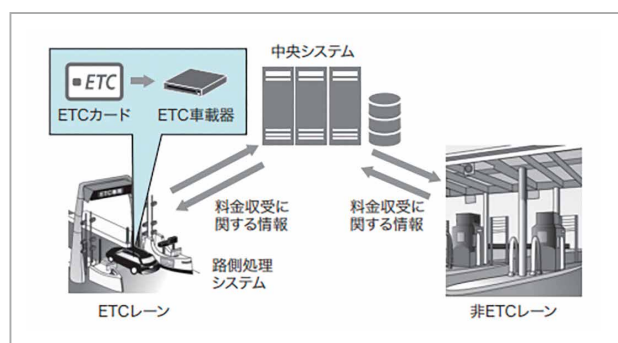 中央システム
ETC
ETCカード
ETC車載器
料金収受に
関する情報
料金収受に
関する情報
路側処理
システム
ETCレーン
非ETCレーン